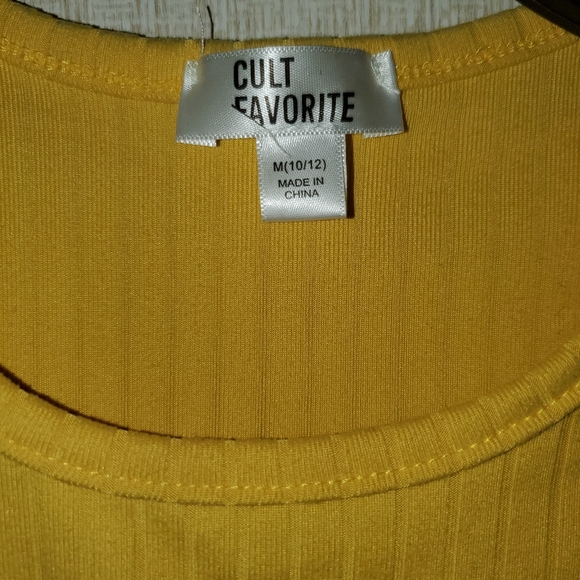 CULT
FAVORITE
M(10/12)
MADE IN
CHINA